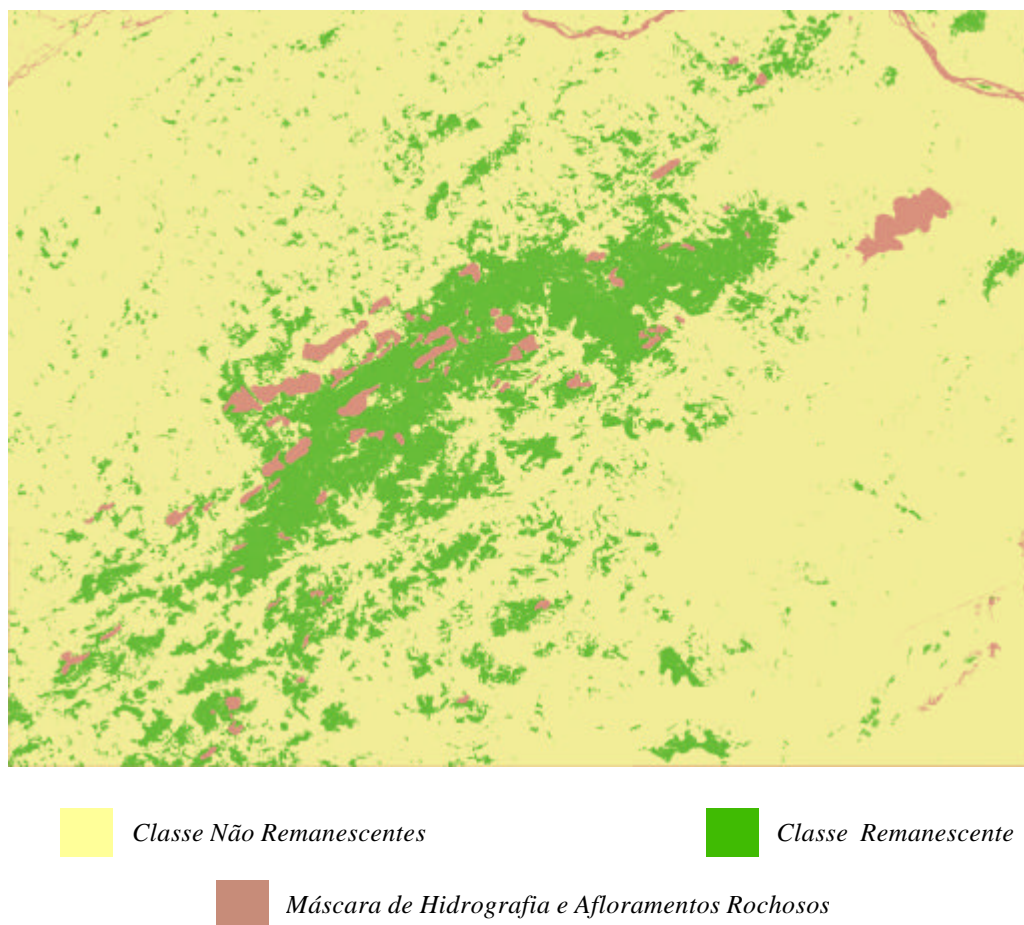 Classe Não Remanescentes
Classe Remanescente
Máscara de Hidrografia e Afloramentos Rochosos